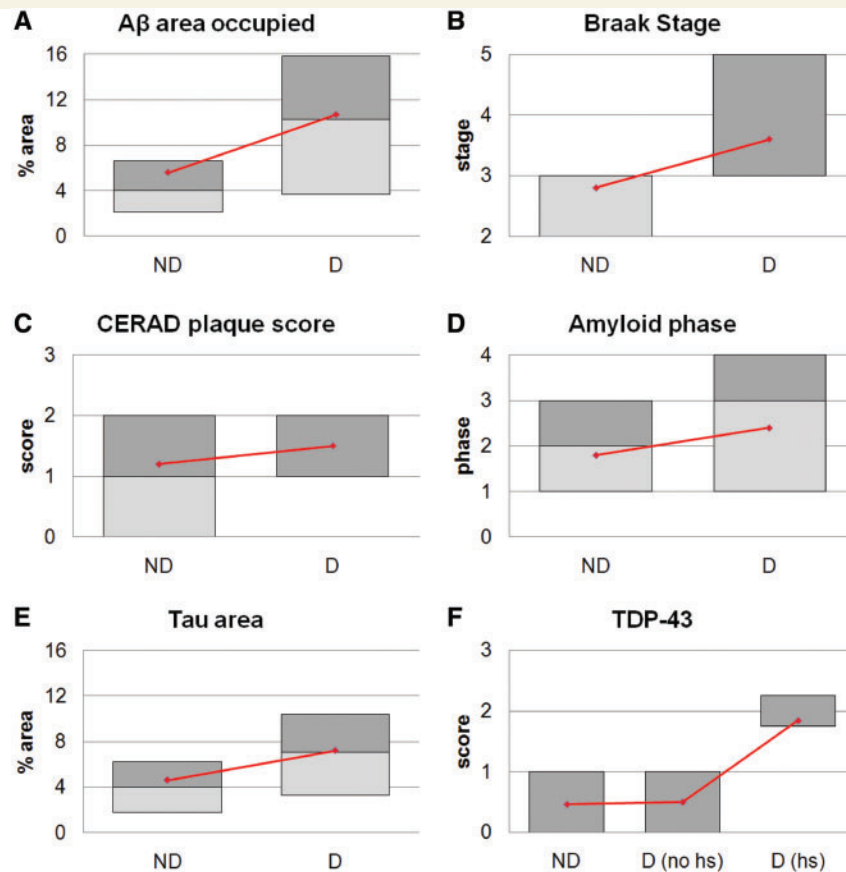 A Aβ area occupied
16
12
8
4
0
% area
ND D
B Braak Stage
5
4
3
2
stage
ND D
C CERAD plaque score
3
2
1
0
score
ND D
D Amyloid phase
4
3
2
1
0
phase
ND D
E Tau area
16
12
8
4
0
% area
ND D
F TDP-43
3
2
1
0
score
ND D (no hs) D (hs)